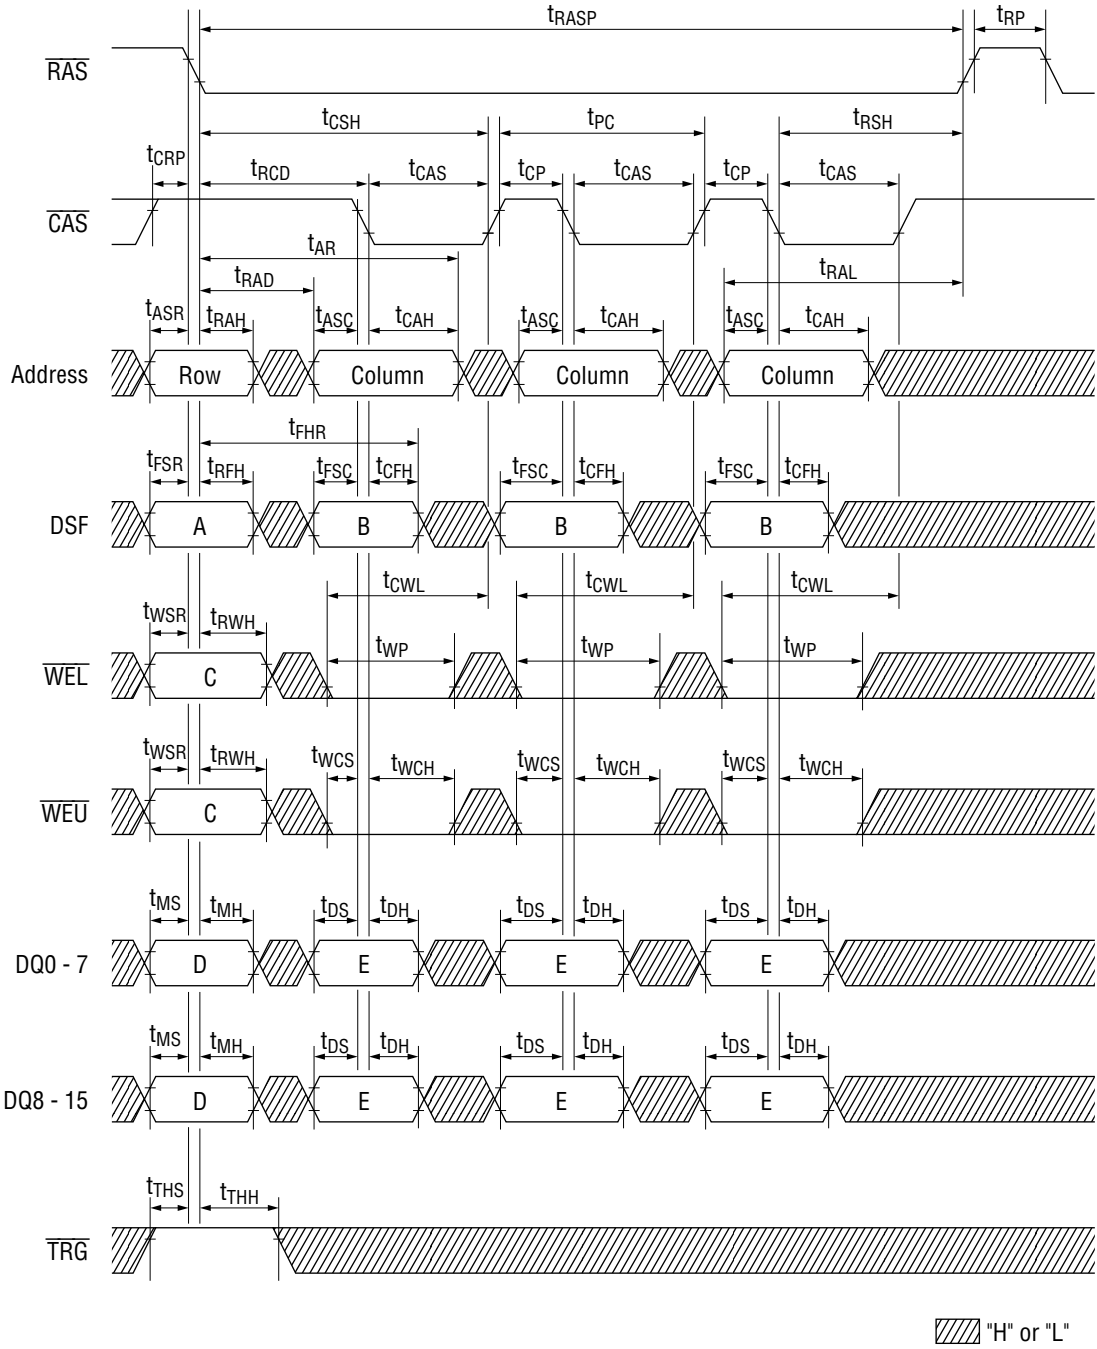 tRASP tRP
RAS
tCSH tPC tRSH
tCRP tRCD tCAS tCP tCAS tCP tCAS
CAS
tAR
tRAD tRAL
tASR tRAH tASC tCAH tASC tCAH tASC tCAH
Address Row Column Column Column
tFHR
tFSR tRFH tFSC tCFH tFSC tCFH tFSC tCFH
DSF A B B B
tCWL tCWL tCWL
tWSR tRWH tWP tWP tWP
WEL C
tWSR tRWH tWCS tWCH tWCS tWCH tWCS tWCH
WEU C
tMS tMH tDS tDH tDS tDH tDS tDH
DQ0 - 7 D E E E
tMS tMH tDS tDH tDS tDH tDS tDH
DQ8 - 15 D E E E
tTHS tTHH
TRG
"H" or "L"